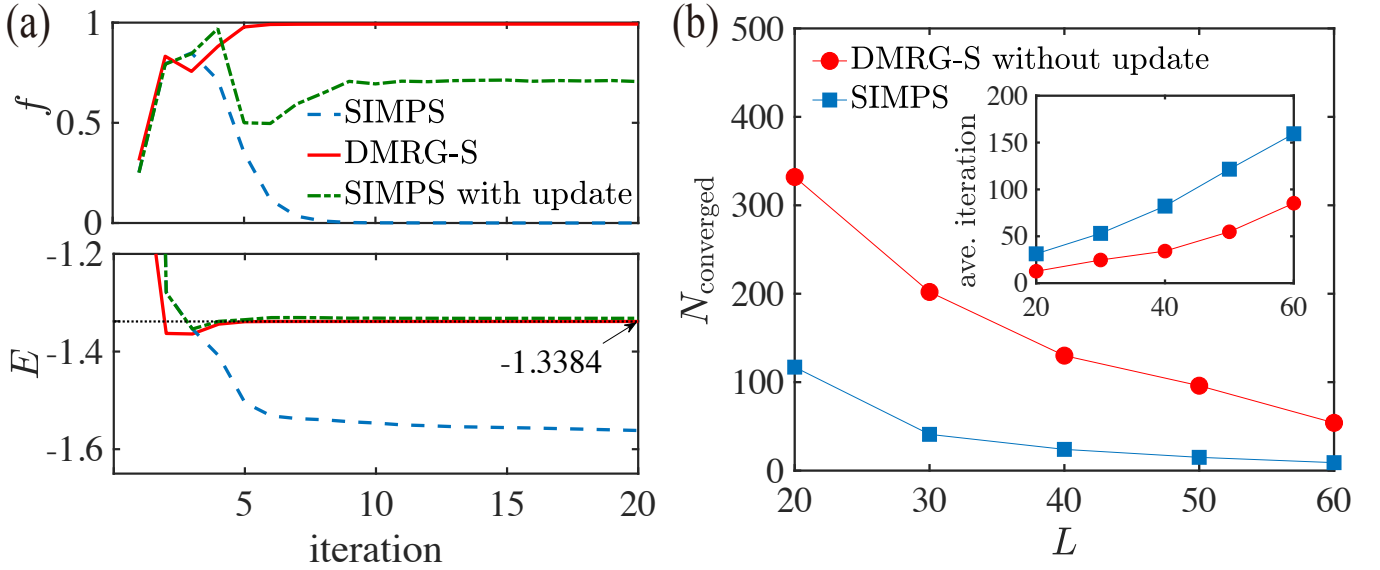 (a)
1
0.5
0
f
SIMPS
DMRG-S
SIMPS with update
-1.2
-1.4
-1.6
E
-1.3384
5
10
15
20
iteration
(b)
500
400
300
200
100
0
N_converged
DMRG-S without update
SIMPS
200
150
100
50
0
ave. iteration
20
40
60
20
30
40
50
60
L